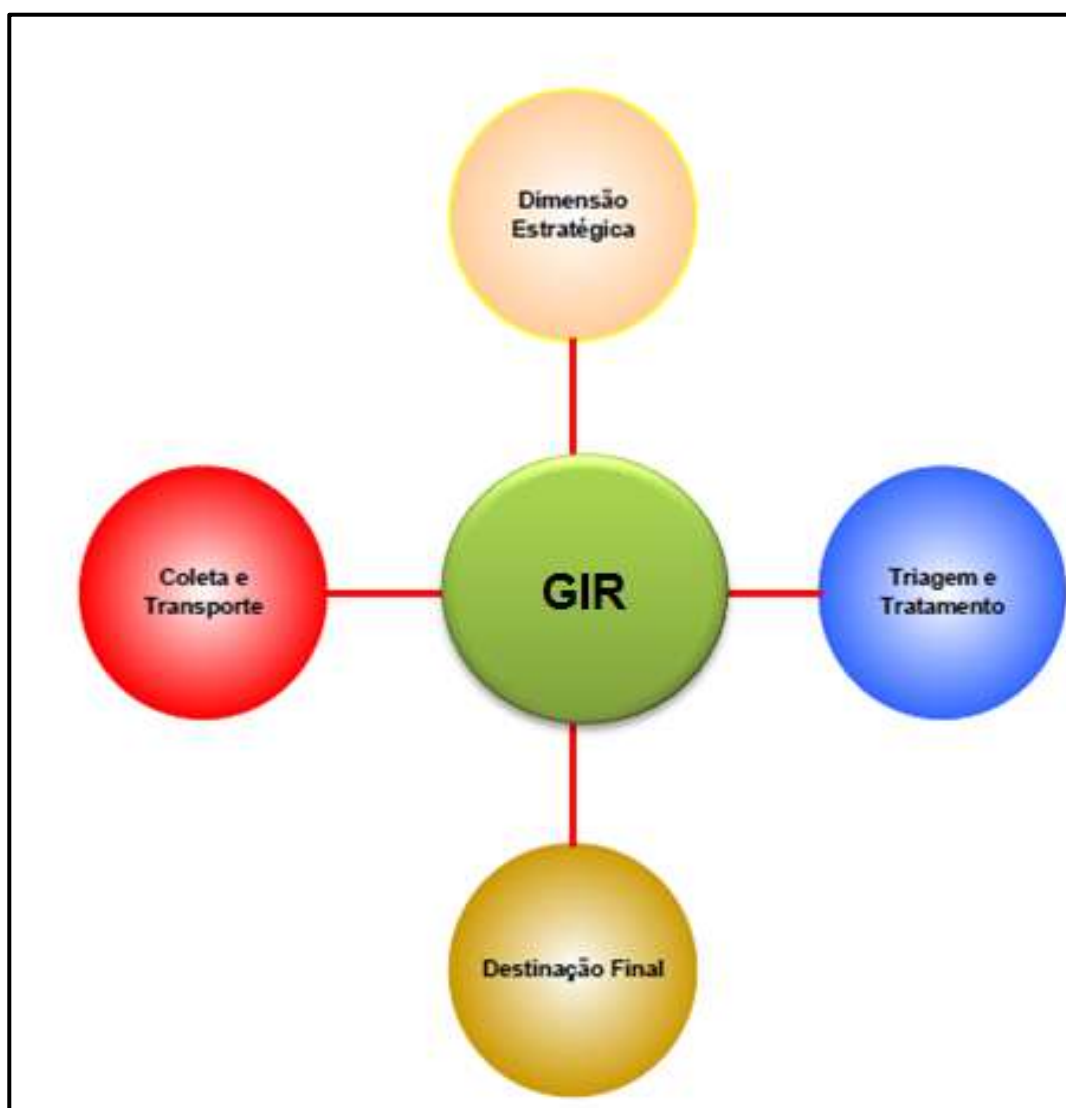 Dimensão
Estratégica
Coleta e
Transporte
GIR
Triagem e
Tratamento
Destinação Final